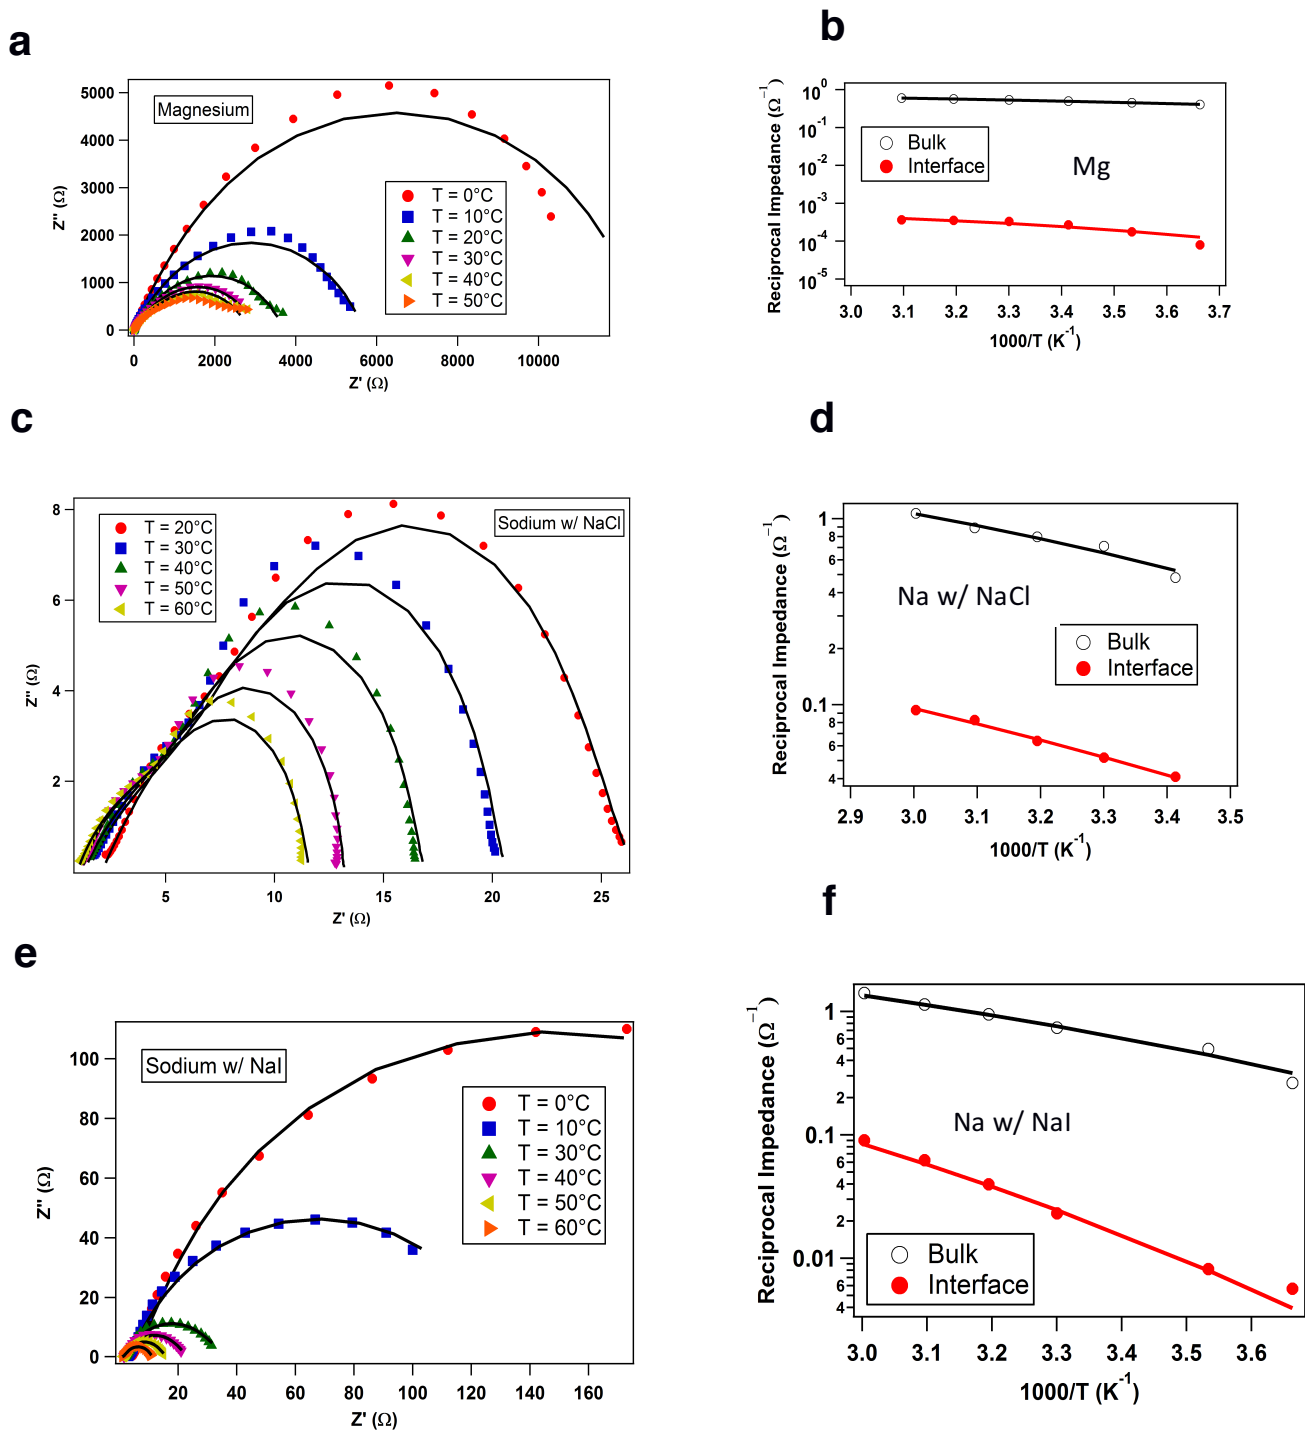 a
Magnesium
5000
4000
3000
2000
1000
0
Z'' (Ω)
T = 0°C
T = 10°C
T = 20°C
T = 30°C
T = 40°C
T = 50°C
0
2000
4000
6000
8000
10000
Z' (Ω)
b
Reciprocal Impedance (Ω⁻¹)
10⁰
10⁻¹
10⁻²
10⁻³
10⁻⁴
10⁻⁵
Bulk
Interface
Mg
3.0
3.1
3.2
3.3
3.4
3.5
3.6
3.7
1000/T (K⁻¹)
c
8
6
4
2
Z'' (Ω)
T = 20°C
T = 30°C
T = 40°C
T = 50°C
T = 60°C
Sodium w/ NaCl
5
10
15
20
25
Z' (Ω)
d
Reciprocal Impedance (Ω⁻¹)
1
8
6
4
2
0.1
8
6
4
Na w/ NaCl
Bulk
Interface
2.9
3.0
3.1
3.2
3.3
3.4
3.5
1000/T (K⁻¹)
e
100
80
60
40
20
0
Z'' (Ω)
Sodium w/ NaI
T = 0°C
T = 10°C
T = 30°C
T = 40°C
T = 50°C
T = 60°C
20
40
60
80
100
120
140
160
Z' (Ω)
f
Reciprocal Impedance (Ω⁻¹)
1
6
4
2
0.1
6
4
2
0.01
6
4
Na w/ NaI
Bulk
Interface
3.0
3.1
3.2
3.3
3.4
3.5
3.6
1000/T (K⁻¹)